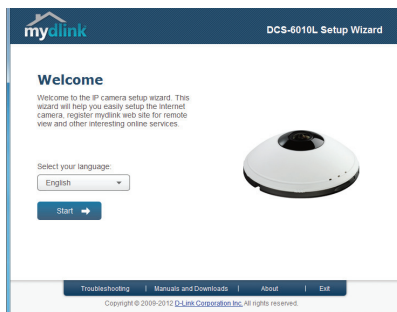 mydlink
DCS-6010L Setup Wizard
Welcome
Welcome to the IP camera setup wizard. This
wizard will help you easily setup the Internet
camera, register mydlink web site for remote
view and other interesting online services.
Select your language:
English
Start
Troubleshooting | Manuals and Downloads | About | Exit
Copyright © 2009-2012 D-Link Corporation Inc. All rights reserved.